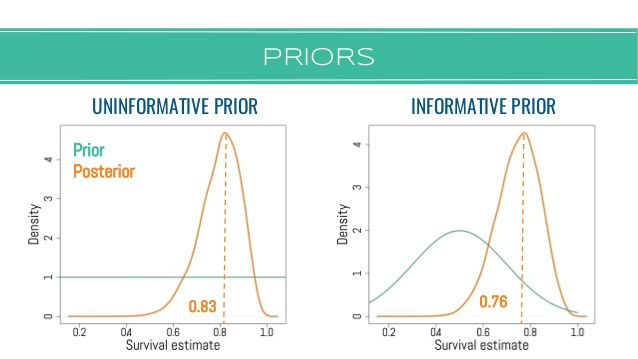 PRIORS
UNINFORMATIVE PRIOR
INFORMATIVE PRIOR
Prior
Posterior
Density
0 1 2 3 4
0.83
0.2 0.4 0.6 0.8 1.0
Survival estimate
Density
0 1 2 3 4
0.76
0.2 0.4 0.6 0.8 1.0
Survival estimate